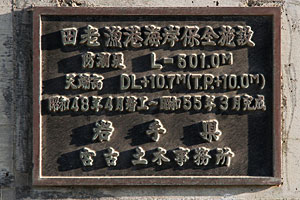 田老漁港海岸保全施設
防潮堤 L=501.0M
天端高 DL+10.7M(T.P.+10.0M)
昭和48年4月着工~昭和55年3月完成
岩手県
宮古土木事務所